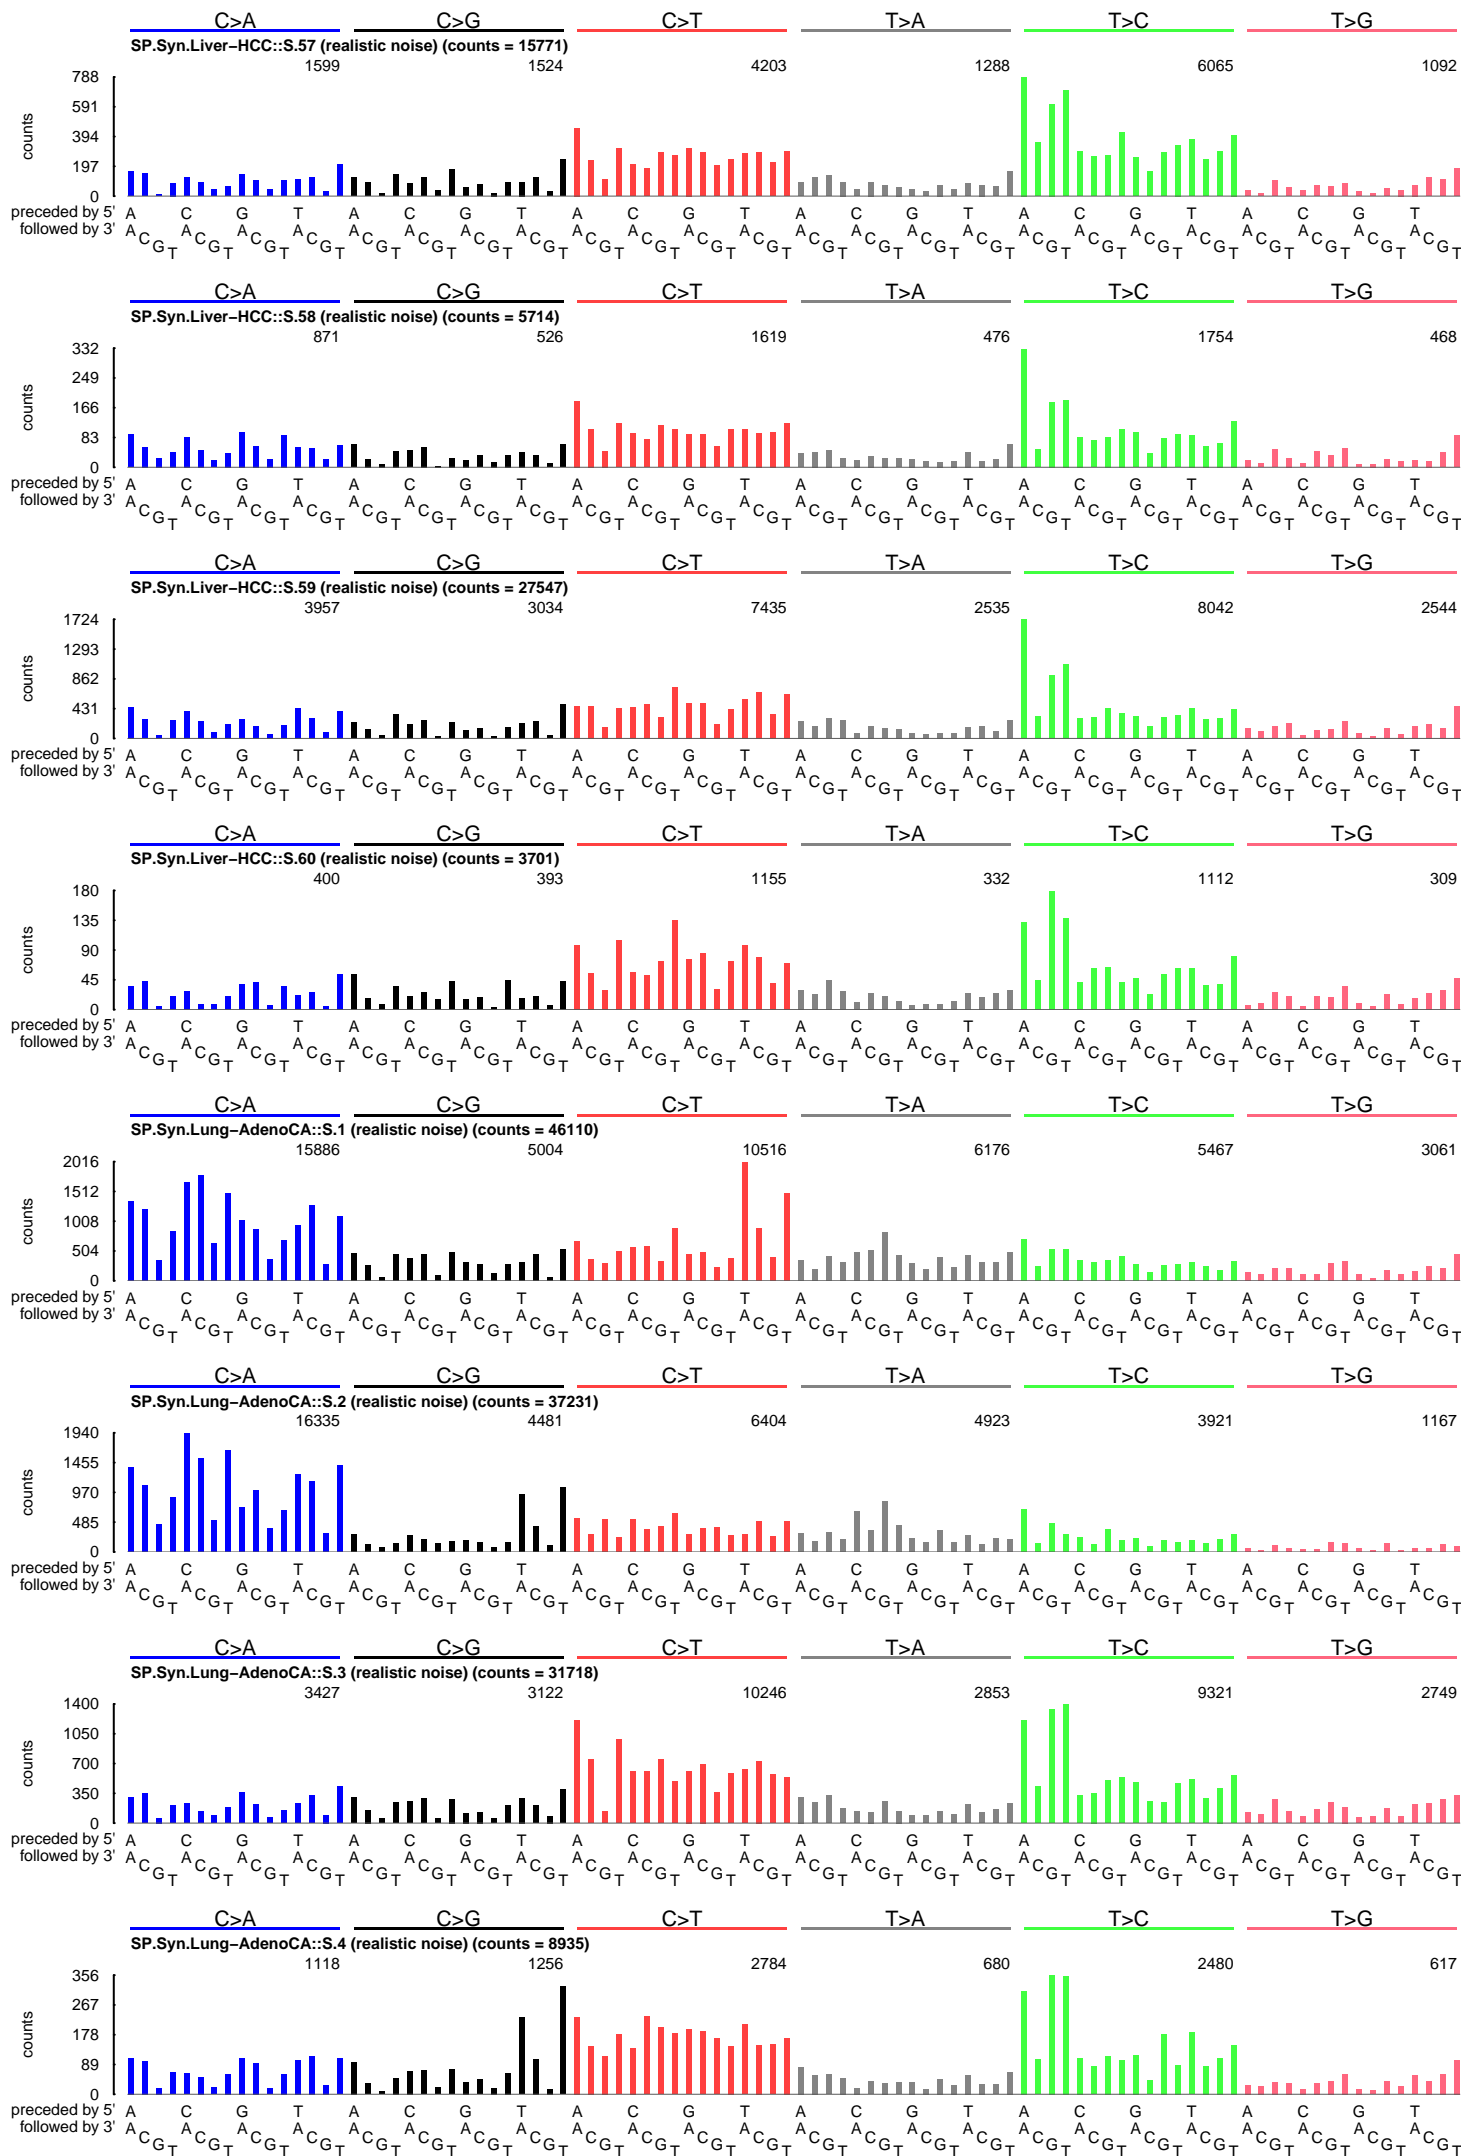 C>A C>G C>T T>A T>C T>G
SP.Syn.Liver−HCC::S.57 (realistic noise) (counts = 15771)
1599 1524 4203 1288 6065 1092
788
591
394
197
0
counts
preceded by 5' A C G T A C G T A C G T A C G T A C G T A C G T
followed by 3' A C G T A C G T A C G T A C G T A C G T A C G T A C G T A C G T A C G T A C G T A C G T A C G T A C G T A C G T A C G T A C G T A C G T A C G T A C G T A C G T A C G T A C G T A C G T A C G T
C>A C>G C>T T>A T>C T>G
SP.Syn.Liver−HCC::S.58 (realistic noise) (counts = 5714)
871 526 1619 476 1754 468
332
249
166
83
0
counts
preceded by 5' A C G T A C G T A C G T A C G T A C G T A C G T
followed by 3' A C G T A C G T A C G T A C G T A C G T A C G T A C G T A C G T A C G T A C G T A C G T A C G T A C G T A C G T A C G T A C G T A C G T A C G T A C G T A C G T A C G T A C G T A C G T A C G T
C>A C>G C>T T>A T>C T>G
SP.Syn.Liver−HCC::S.59 (realistic noise) (counts = 27547)
3957 3034 7435 2535 8042 2544
1724
1293
862
431
0
counts
preceded by 5' A C G T A C G T A C G T A C G T A C G T A C G T
followed by 3' A C G T A C G T A C G T A C G T A C G T A C G T A C G T A C G T A C G T A C G T A C G T A C G T A C G T A C G T A C G T A C G T A C G T A C G T A C G T A C G T A C G T A C G T A C G T A C G T
C>A C>G C>T T>A T>C T>G
SP.Syn.Liver−HCC::S.60 (realistic noise) (counts = 3701)
400 393 1155 332 1112 309
180
135
90
45
0
counts
preceded by 5' A C G T A C G T A C G T A C G T A C G T A C G T
followed by 3' A C G T A C G T A C G T A C G T A C G T A C G T A C G T A C G T A C G T A C G T A C G T A C G T A C G T A C G T A C G T A C G T A C G T A C G T A C G T A C G T A C G T A C G T A C G T A C G T
C>A C>G C>T T>A T>C T>G
SP.Syn.Lung−AdenoCA::S.1 (realistic noise) (counts = 46110)
15886 5004 10516 6176 5467 3061
2016
1512
1008
504
0
counts
preceded by 5' A C G T A C G T A C G T A C G T A C G T A C G T
followed by 3' A C G T A C G T A C G T A C G T A C G T A C G T A C G T A C G T A C G T A C G T A C G T A C G T A C G T A C G T A C G T A C G T A C G T A C G T A C G T A C G T A C G T A C G T A C G T A C G T
C>A C>G C>T T>A T>C T>G
SP.Syn.Lung−AdenoCA::S.2 (realistic noise) (counts = 37231)
16335 4481 6404 4923 3921 1167
1940
1455
970
485
0
counts
preceded by 5' A C G T A C G T A C G T A C G T A C G T A C G T
followed by 3' A C G T A C G T A C G T A C G T A C G T A C G T A C G T A C G T A C G T A C G T A C G T A C G T A C G T A C G T A C G T A C G T A C G T A C G T A C G T A C G T A C G T A C G T A C G T A C G T
C>A C>G C>T T>A T>C T>G
SP.Syn.Lung−AdenoCA::S.3 (realistic noise) (counts = 31718)
3427 3122 10246 2853 9321 2749
1400
1050
700
350
0
counts
preceded by 5' A C G T A C G T A C G T A C G T A C G T A C G T
followed by 3' A C G T A C G T A C G T A C G T A C G T A C G T A C G T A C G T A C G T A C G T A C G T A C G T A C G T A C G T A C G T A C G T A C G T A C G T A C G T A C G T A C G T A C G T A C G T A C G T
C>A C>G C>T T>A T>C T>G
SP.Syn.Lung−AdenoCA::S.4 (realistic noise) (counts = 8935)
1118 1256 2784 680 2480 617
356
267
178
89
0
counts
preceded by 5' A C G T A C G T A C G T A C G T A C G T A C G T
followed by 3' A C G T A C G T A C G T A C G T A C G T A C G T A C G T A C G T A C G T A C G T A C G T A C G T A C G T A C G T A C G T A C G T A C G T A C G T A C G T A C G T A C G T A C G T A C G T A C G T